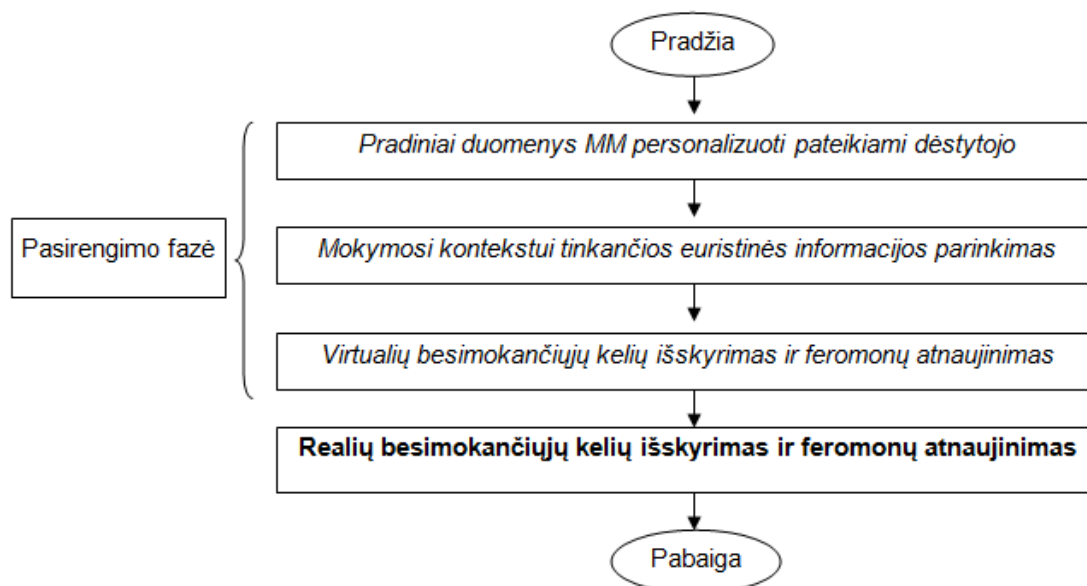 Pradžia
Pradiniai duomenys MM personalizuoti pateikiami dėstytojo
Pasirengimo fazė
Mokymosi kontekstui tinkančios euristinės informacijos parinkimas
Virtualių besimokančiųjų kelių išskyrimas ir feromonų atnaujinimas
Realių besimokančiųjų kelių išskyrimas ir feromonų atnaujinimas
Pabaiga